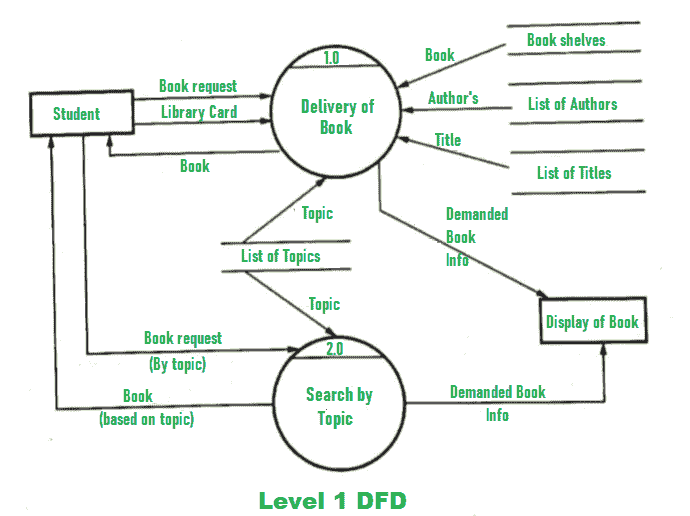 Book shelves
Book
1.0
Book request
Student
Library Card
Delivery of
Book
Author's
List of Authors
Title
Book
List of Titles
Topic
Demanded
Book
Info
List of Topics
Topic
Display of Book
Book request
(By topic)
2.0
Book
(based on topic)
Search by
Topic
Demanded Book
Info
Level 1 DFD